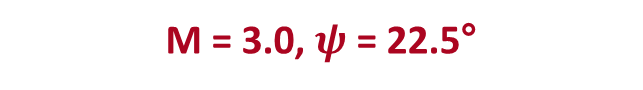 M = 3.0, ψ = 22.5°